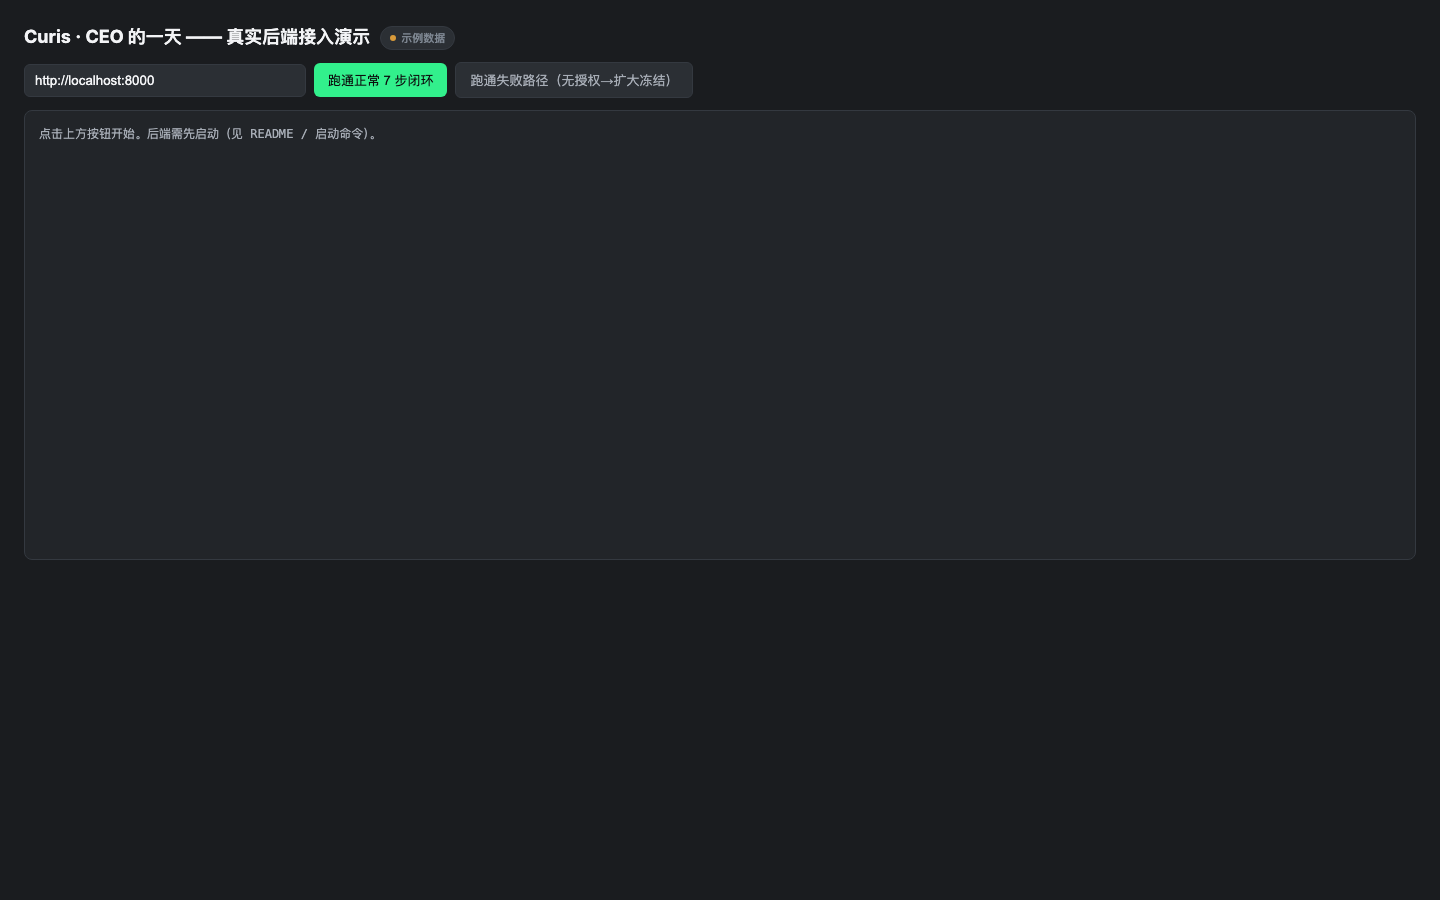 Curis · CEO 的一天 —— 真实后端接入演示
示例数据
http://localhost:8000
跑通正常 7 步闭环
跑通失败路径（无授权→扩大冻结）
点击上方按钮开始。后端需先启动（见 README / 启动命令）。